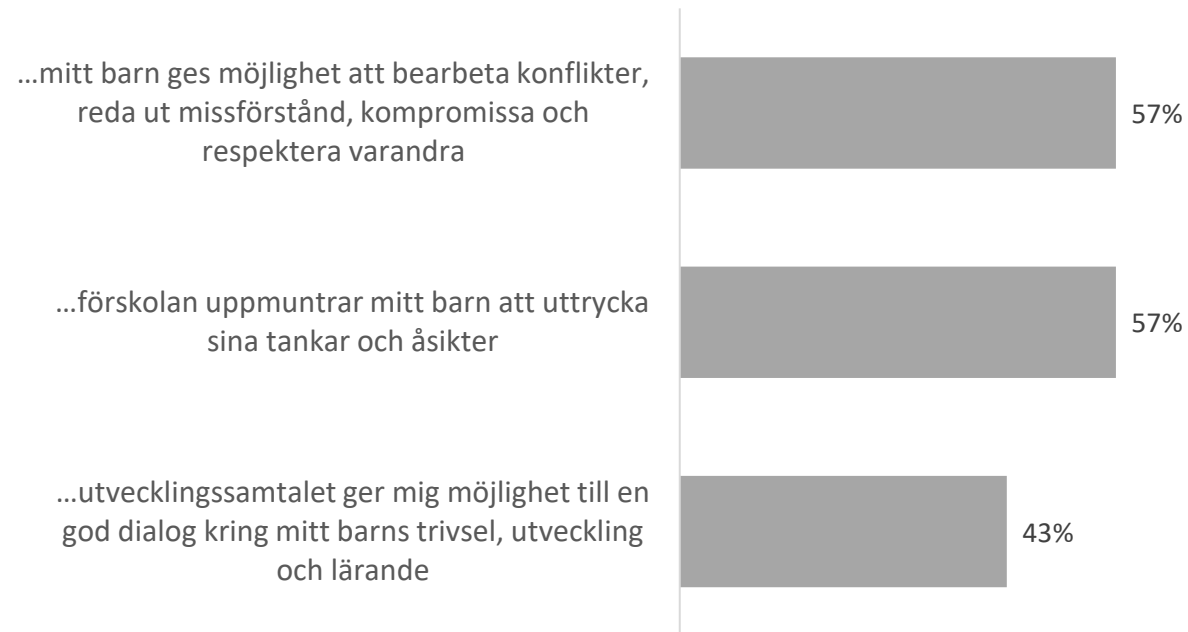 ...mitt barn ges möjlighet att bearbeta konflikter,
reda ut missförstånd, kompromissa och
respektera varandra
57%
...förskolan uppmuntrar mitt barn att uttrycka
sina tankar och åsikter
57%
...utvecklingssamtalet ger mig möjlighet till en
god dialog kring mitt barns trivsel, utveckling
och lärande
43%